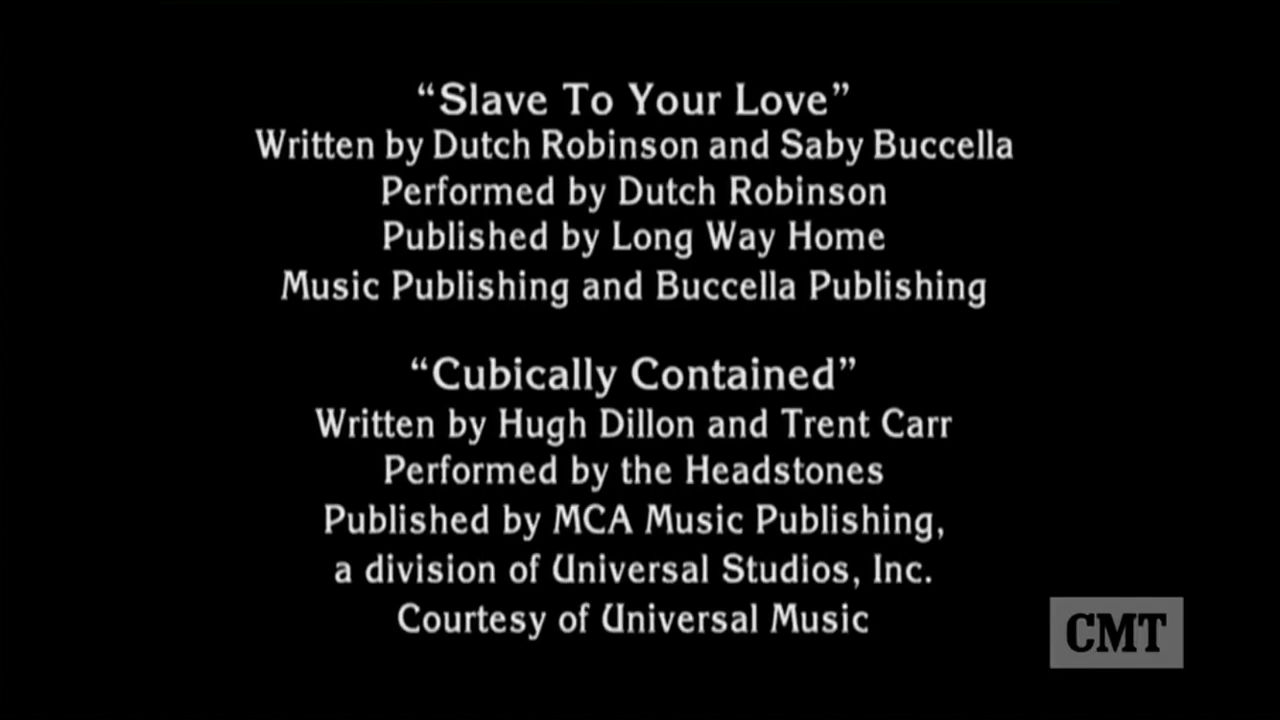 “Slave To Your Love”
Written by Dutch Robinson and Saby Buccella
Performed by Dutch Robinson
Published by Long Way Home
Music Publishing and Buccella Publishing
“Cubically Contained”
Written by Hugh Dillon and Trent Carr
Performed by the Headstones
Published by MCA Music Publishing,
a division of Universal Studios, Inc.
Courtesy of Universal Music
CMT